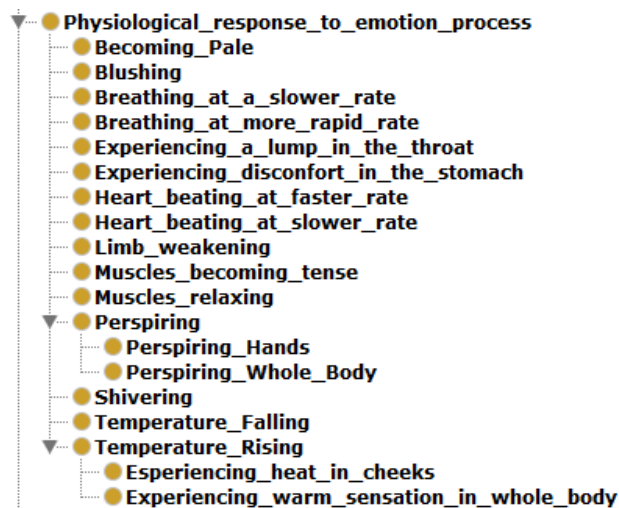 Physiological_response_to_emotion_process
Becoming_Pale
Blushing
Breathing_at_a_slower_rate
Breathing_at_more_rapid_rate
Experiencing_a_lump_in_the_throat
Experiencing_disconfort_in_the_stomach
Heart_beating_at_faster_rate
Heart_beating_at_slower_rate
Limb_weakening
Muscles_becoming_tense
Muscles_relaxing
Perspiring
Perspiring_Hands
Perspiring_Whole_Body
Shivering
Temperature_Falling
Temperature_Rising
Esperiencing_heat_in_cheeks
Experiencing_warm_sensation_in_whole_body